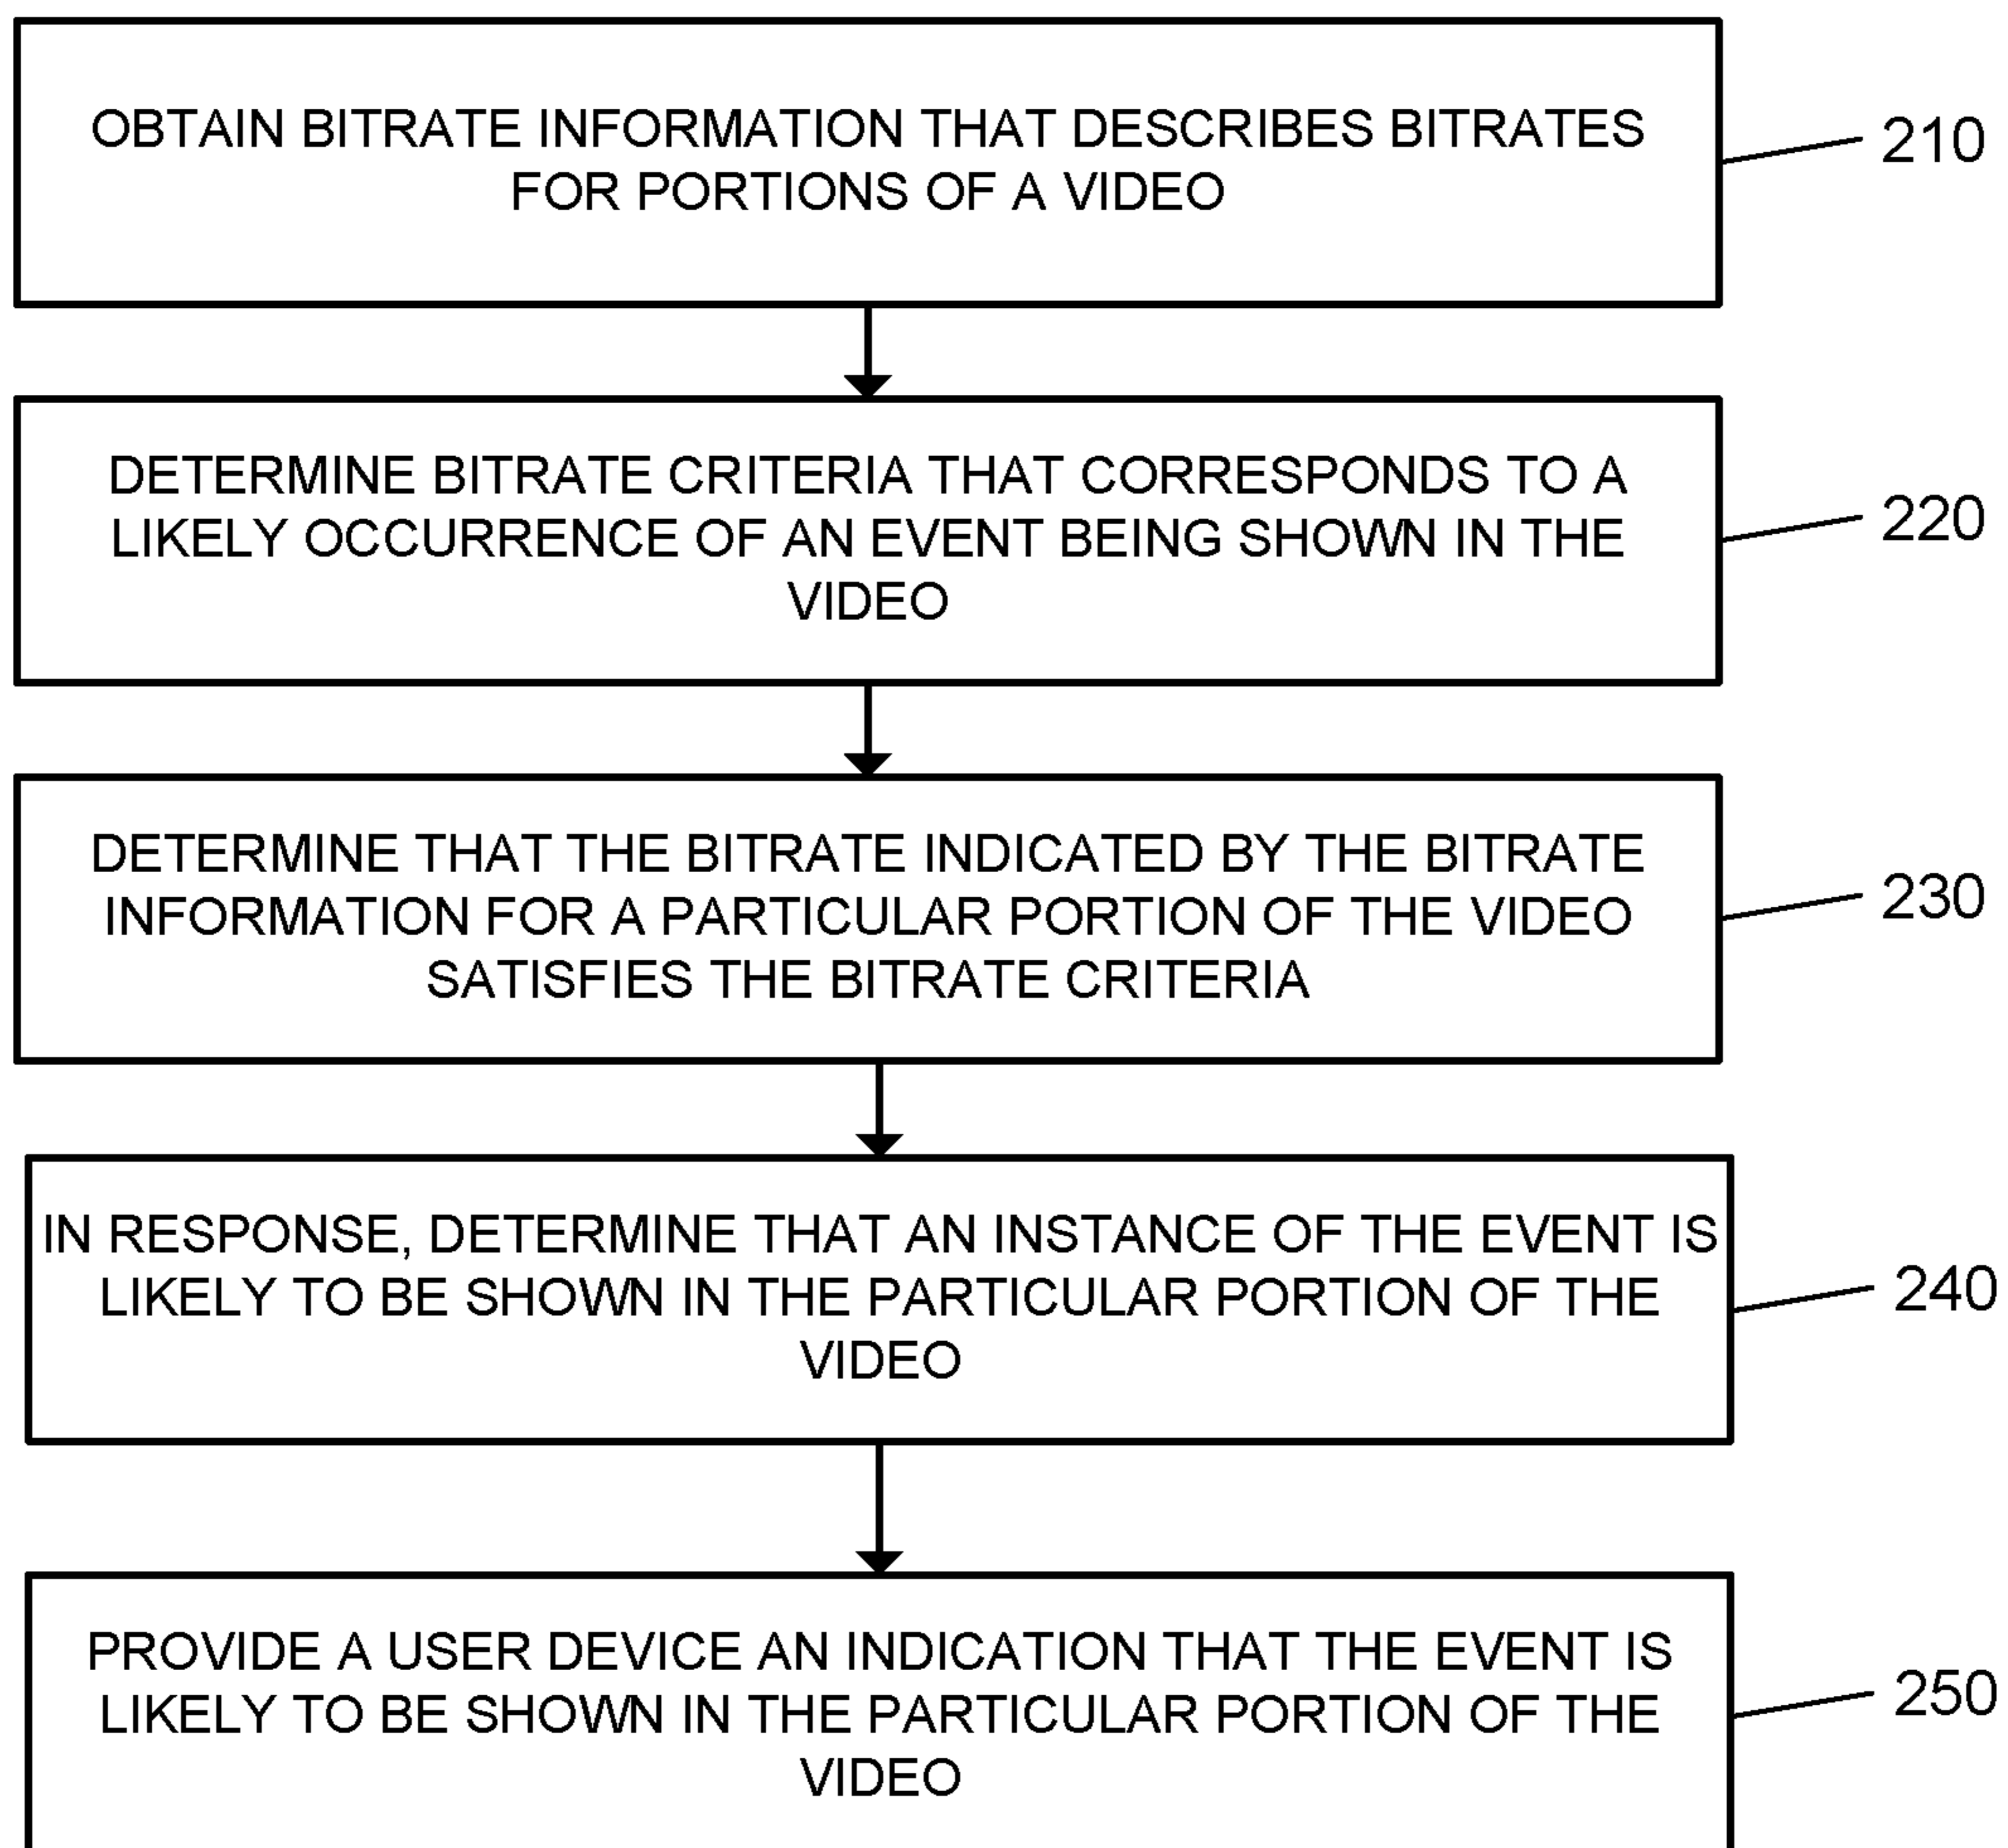 OBTAIN BITRATE INFORMATION THAT DESCRIBES BITRATES
FOR PORTIONS OF A VIDEO
210
DETERMINE BITRATE CRITERIA THAT CORRESPONDS TO A
LIKELY OCCURRENCE OF AN EVENT BEING SHOWN IN THE
VIDEO
220
DETERMINE THAT THE BITRATE INDICATED BY THE BITRATE
INFORMATION FOR A PARTICULAR PORTION OF THE VIDEO
SATISFIES THE BITRATE CRITERIA
230
IN RESPONSE, DETERMINE THAT AN INSTANCE OF THE EVENT IS
LIKELY TO BE SHOWN IN THE PARTICULAR PORTION OF THE
VIDEO
240
PROVIDE A USER DEVICE AN INDICATION THAT THE EVENT IS
LIKELY TO BE SHOWN IN THE PARTICULAR PORTION OF THE
VIDEO
250